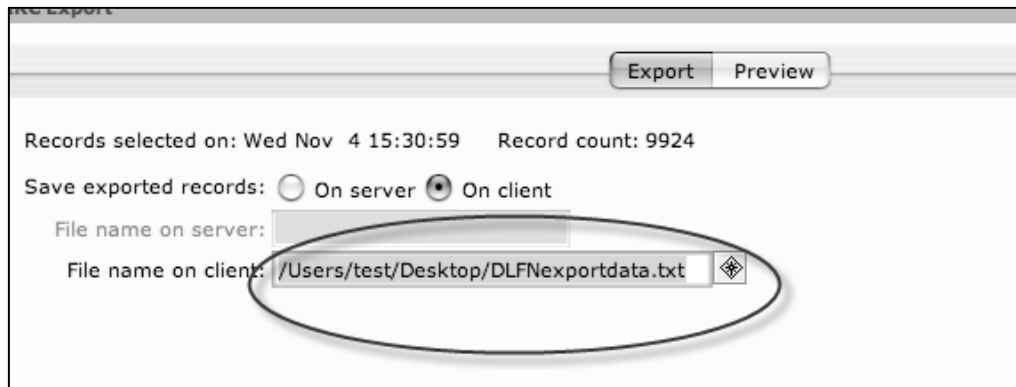 Export
Export Preview
Records selected on: Wed Nov 4 15:30:59 Record count: 9924
Save exported records: On server On client
File name on server:
File name on client: /Users/test/Desktop/DLFNexportdata.txt